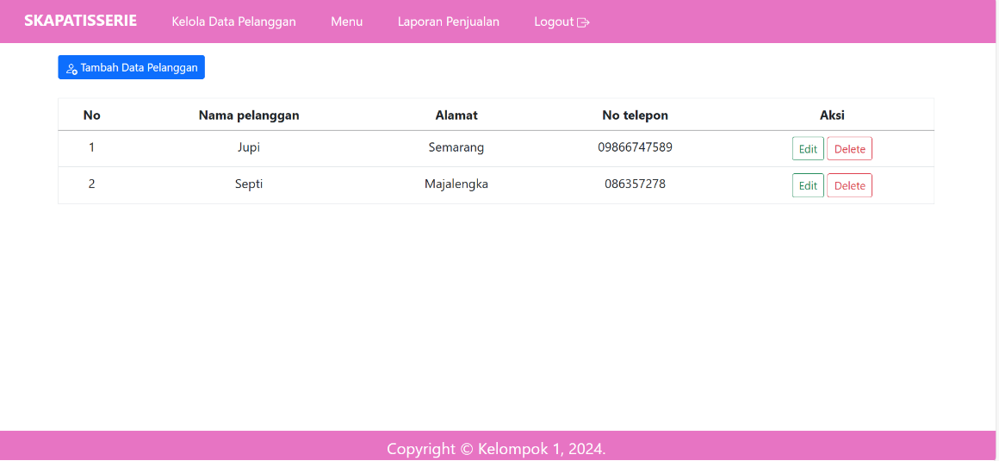 SKAPATISSERIE Kelola Data Pelanggan Menu Laporan Penjualan Logout
Tambah Data Pelanggan
No Nama pelanggan Alamat No telepon Aksi
1 Jupi Semarang 09866747589 Edit Delete
2 Septi Majalengka 086357278 Edit Delete
Copyright © Kelompok 1, 2024.